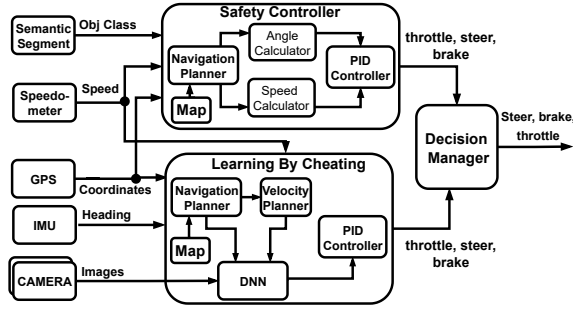 Safety Controller
Semantic
Segment
Obj Class
Navigation
Planner
Map
Angle
Calculator
Speed
Calculator
PID
Controller
throttle, steer,
brake
Speedo-
meter
Speed
Decision
Manager
Steer, brake,
throttle
Learning By Cheating
GPS
Coordinates
Navigation
Planner
Velocity
Planner
IMU
Heading
Map
PID
Controller
throttle, steer,
brake
CAMERA
Images
DNN